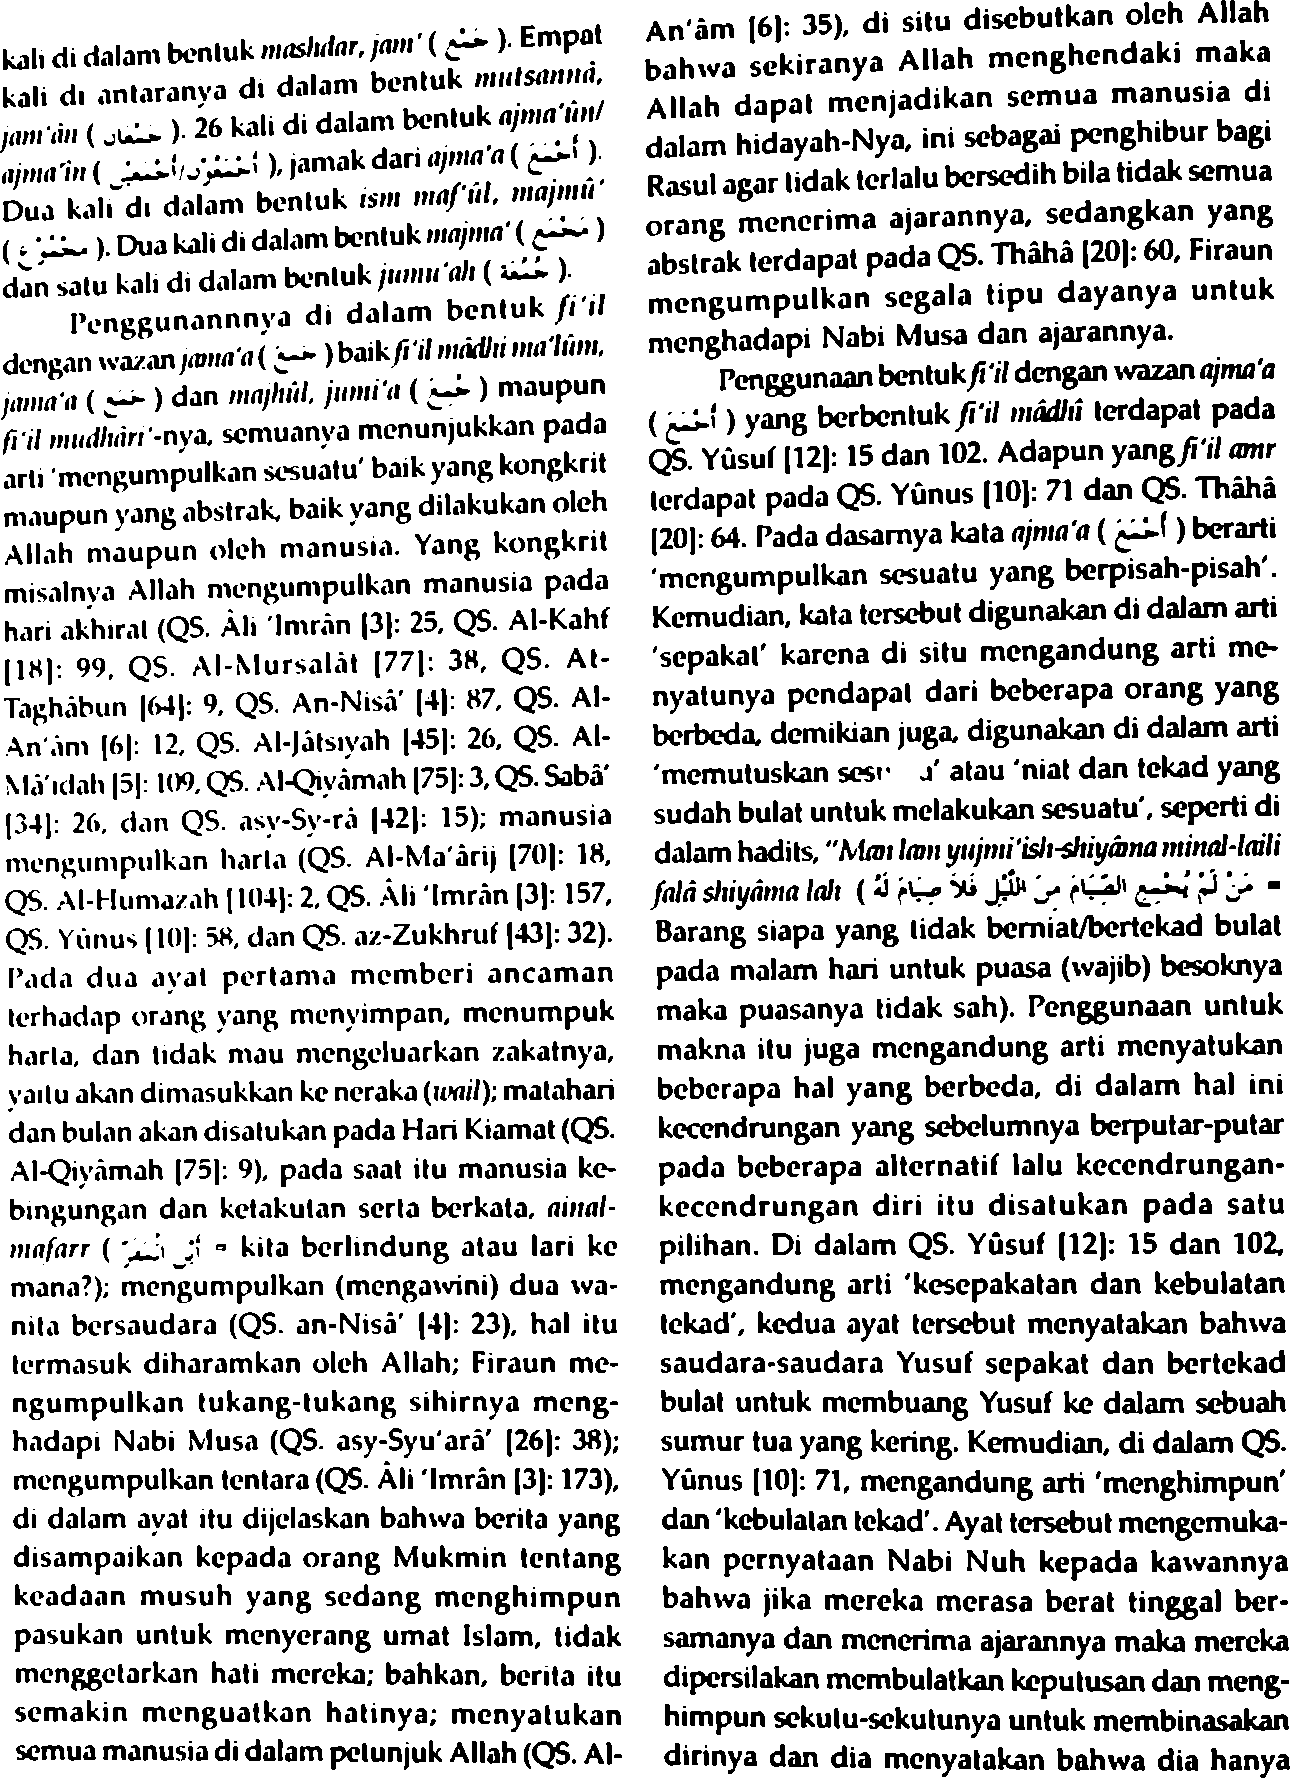 kali di dalam bentuk mashdar, jam' ( جَمْع ). Empat
kali di antaranya di dalam bentuk mutsannâ,
jam'ân ( جَمْعَان ). 26 kali di dalam bentuk ajma'ûn/
ajma'în ( أَجْمَعُوْن/أَجْمَعِيْن ), jamak dari ajma'a ( أَجْمَعَ ).
Dua kali di dalam bentuk ism maf'ûl, majmû'
( مَجْمُوْع ). Dua kali di dalam bentuk majma' ( مَجْمَع )
dan satu kali di dalam bentuk jumu'ah ( جُمُعَة ).
Penggunannnya di dalam bentuk fi'il
dengan wazan jama'a ( جَمَعَ ) baik fi'il mâdhi ma'lûm,
jama'a ( جَمَعَ ) dan majhûl, jumi'a ( جُمِعَ ) maupun
fi'il mudhâri'-nya, semuanya menunjukkan pada
arti 'mengumpulkan sesuatu' baik yang kongkrit
maupun yang abstrak, baik yang dilakukan oleh
Allah maupun oleh manusia. Yang kongkrit
misalnya Allah mengumpulkan manusia pada
hari akhirat (QS. Âli 'Imrân [3]: 25, QS. Al-Kahf
[18]: 99, QS. Al-Mursalât [77]: 38, QS. At-
Taghâbun [64]: 9, QS. An-Nisâ' [4]: 87, QS. Al-
An'âm [6]: 12, QS. Al-Jâtsiyah [45]: 26, QS. Al-
Mâ'idah [5]: 109, QS. Al-Qiyâmah [75]: 3, QS. Sabâ'
[34]: 26, dan QS. asy-Sy-râ [42]: 15); manusia
mengumpulkan harta (QS. Al-Ma'ârij [70]: 18,
QS. Al-Humazah [104]: 2, QS. Âli 'Imrân [3]: 157,
QS. Yûnus [10]: 58, dan QS. az-Zukhruf [43]: 32).
Pada dua ayat pertama memberi ancaman
terhadap orang yang menyimpan, menumpuk
harta, dan tidak mau mengeluarkan zakatnya,
yaitu akan dimasukkan ke neraka (wail); matahari
dan bulan akan disatukan pada Hari Kiamat (QS.
Al-Qiyâmah [75]: 9), pada saat itu manusia ke-
bingungan dan ketakutan serta berkata, ainal-
mafarr ( أَيْنَ الْمَفَرّ = kita berlindung atau lari ke
mana?); mengumpulkan (mengawini) dua wa-
nita bersaudara (QS. an-Nisâ' [4]: 23), hal itu
termasuk diharamkan oleh Allah; Firaun me-
ngumpulkan tukang-tukang sihirnya meng-
hadapi Nabi Musa (QS. asy-Syu'arâ' [26]: 38);
mengumpulkan tentara (QS. Âli 'Imrân [3]: 173),
di dalam ayat itu dijelaskan bahwa berita yang
disampaikan kepada orang Mukmin tentang
keadaan musuh yang sedang menghimpun
pasukan untuk menyerang umat Islam, tidak
menggetarkan hati mereka; bahkan, berita itu
semakin menguatkan hatinya; menyatukan
semua manusia di dalam petunjuk Allah (QS. Al-
An'âm [6]: 35), di situ disebutkan oleh Allah
bahwa sekiranya Allah menghendaki maka
Allah dapat menjadikan semua manusia di
dalam hidayah-Nya, ini sebagai penghibur bagi
Rasul agar tidak terlalu bersedih bila tidak semua
orang menerima ajarannya, sedangkan yang
abstrak terdapat pada QS. Thâhâ [20]: 60, Firaun
mengumpulkan segala tipu dayanya untuk
menghadapi Nabi Musa dan ajarannya.
Penggunaan bentuk fi'il dengan wazan ajma'a
( أَجْمَعَ ) yang berbentuk fi'il mâdhî terdapat pada
QS. Yûsuf [12]: 15 dan 102. Adapun yang fi'il amr
terdapat pada QS. Yûnus [10]: 71 dan QS. Thâhâ
[20]: 64. Pada dasarnya kata ajma'a ( أَجْمَعَ ) berarti
'mengumpulkan sesuatu yang berpisah-pisah'.
Kemudian, kata tersebut digunakan di dalam arti
'sepakat' karena di situ mengandung arti me-
nyatunya pendapat dari beberapa orang yang
berbeda, demikian juga, digunakan di dalam arti
'memutuskan atau 'niat dan tekad yang
sudah bulat untuk melakukan sesuatu', seperti di
dalam hadits, "Man lam yujmi'ish-shiyâma minal-laili
falâ shiyâma lah ( مَنْ لَمْ يُجْمِعِ الصِّيَامَ مِنَ اللَّيْلِ فَلاَ صِيَامَ لَهُ =
Barang siapa yang tidak berniat/bertekad bulat
pada malam hari untuk puasa (wajib) besoknya
maka puasanya tidak sah). Penggunaan untuk
makna itu juga mengandung arti menyatukan
beberapa hal yang berbeda, di dalam hal ini
kecendrungan yang sebelumnya berputar-putar
pada beberapa alternatif lalu kecendrungan-
kecendrungan diri itu disatukan pada satu
pilihan. Di dalam QS. Yûsuf [12]: 15 dan 102,
mengandung arti 'kesepakatan dan kebulatan
tekad', kedua ayat tersebut menyatakan bahwa
saudara-saudara Yusuf sepakat dan bertekad
bulat untuk membuang Yusuf ke dalam sebuah
sumur tua yang kering. Kemudian, di dalam QS.
Yûnus [10]: 71, mengandung arti 'menghimpun'
dan 'kebulatan tekad'. Ayat tersebut mengemuka-
kan pernyataan Nabi Nuh kepada kawannya
bahwa jika mereka merasa berat tinggal ber-
samanya dan menerima ajarannya maka mereka
dipersilakan membulatkan keputusan dan meng-
himpun sekutu-sekutunya untuk membinasakan
dirinya dan dia menyatakan bahwa dia hanya